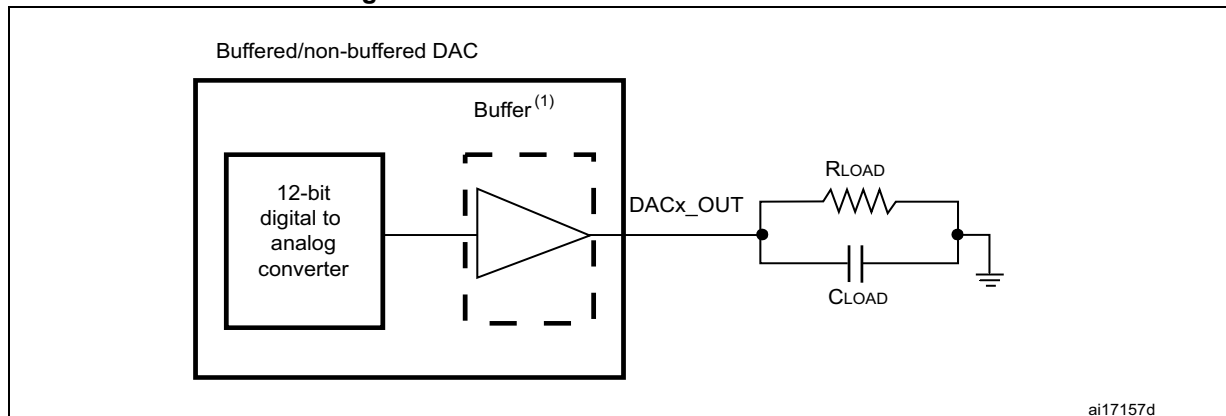 Buffered/non-buffered DAC
Buffer(1)
12-bit
digital to
analog
converter
DACx_OUT
RLOAD
CLOAD
ai17157d